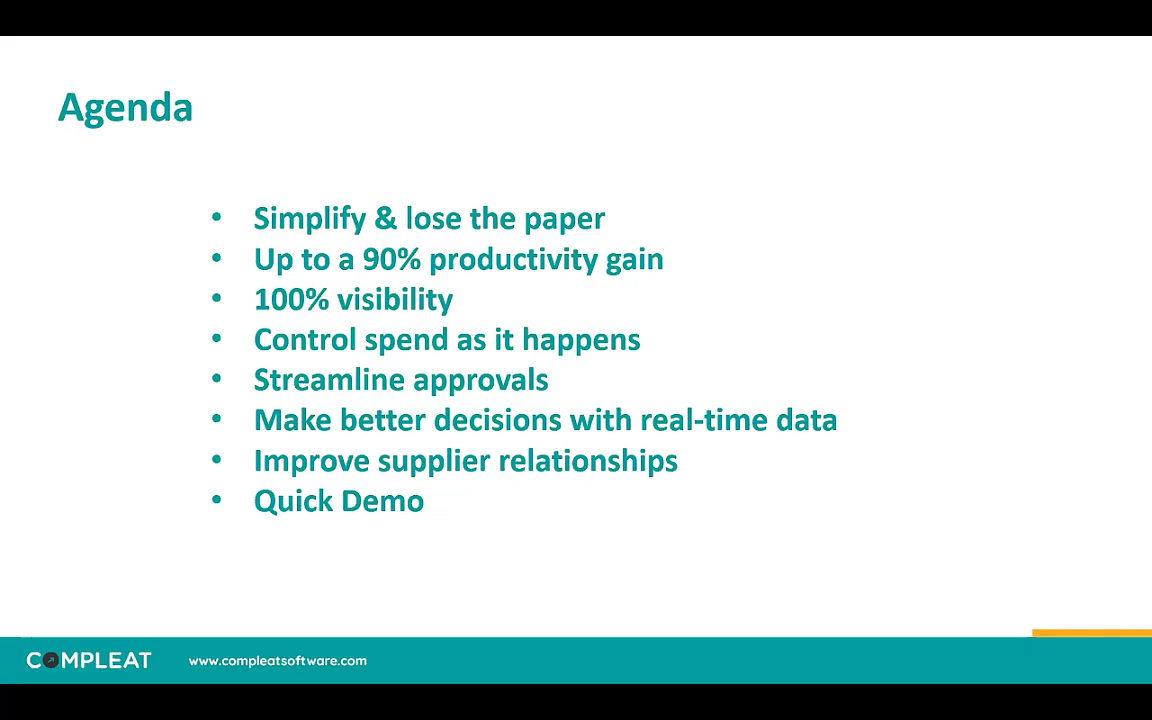 Agenda
• Simplify & lose the paper
• Up to a 90% productivity gain
• 100% visibility
• Control spend as it happens
• Streamline approvals
• Make better decisions with real-time data
• Improve supplier relationships
• Quick Demo
COMPLEAT www.compleatsoftware.com